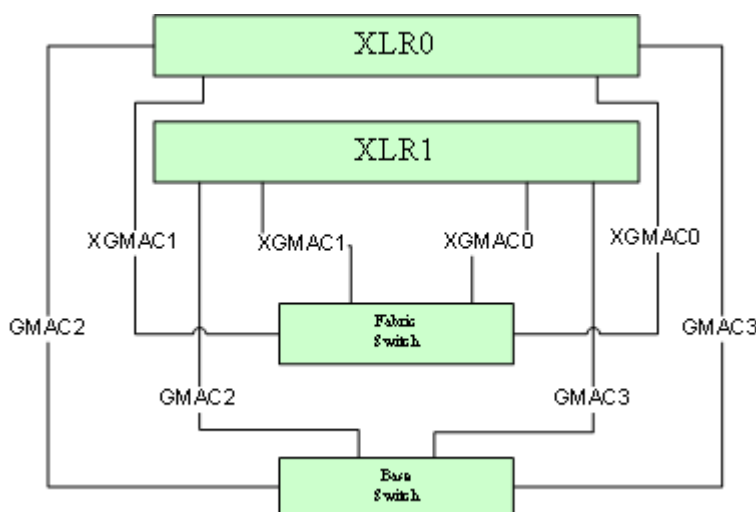 XLR0
XLR1
XGMAC1
XGMAC1
XGMAC0
XGMAC0
GMAC2
Fabric
Switch
GMAC3
GMAC2
GMAC3
Base
Switch